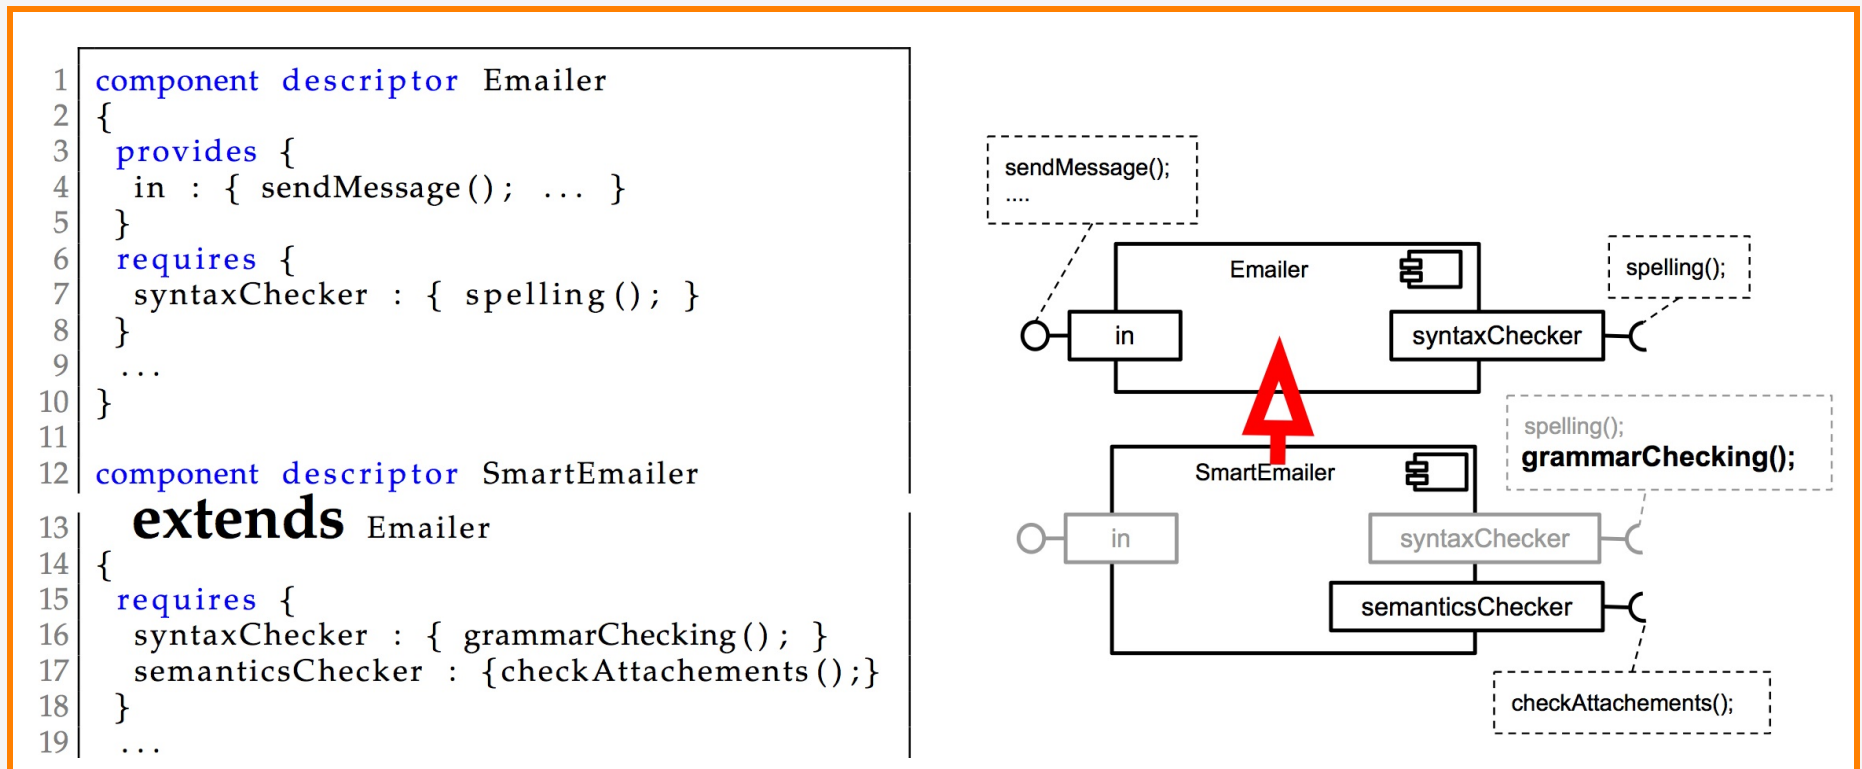 1 component descriptor Emailer
2 {
3 provides {
4 in : { sendMessage(); ... }
5 }
6 requires {
7 syntaxChecker : { spelling(); }
8 }
9 ...
10 }
11
12 component descriptor SmartEmailer
13 extends Emailer
14 {
15 requires {
16 syntaxChecker : { grammarChecking(); }
17 semanticsChecker : {checkAttachements();}
18 }
19 ...
sendMessage();
....
Emailer
spelling();
in
syntaxChecker
spelling();
grammarChecking();
SmartEmailer
in
syntaxChecker
semanticsChecker
checkAttachements();